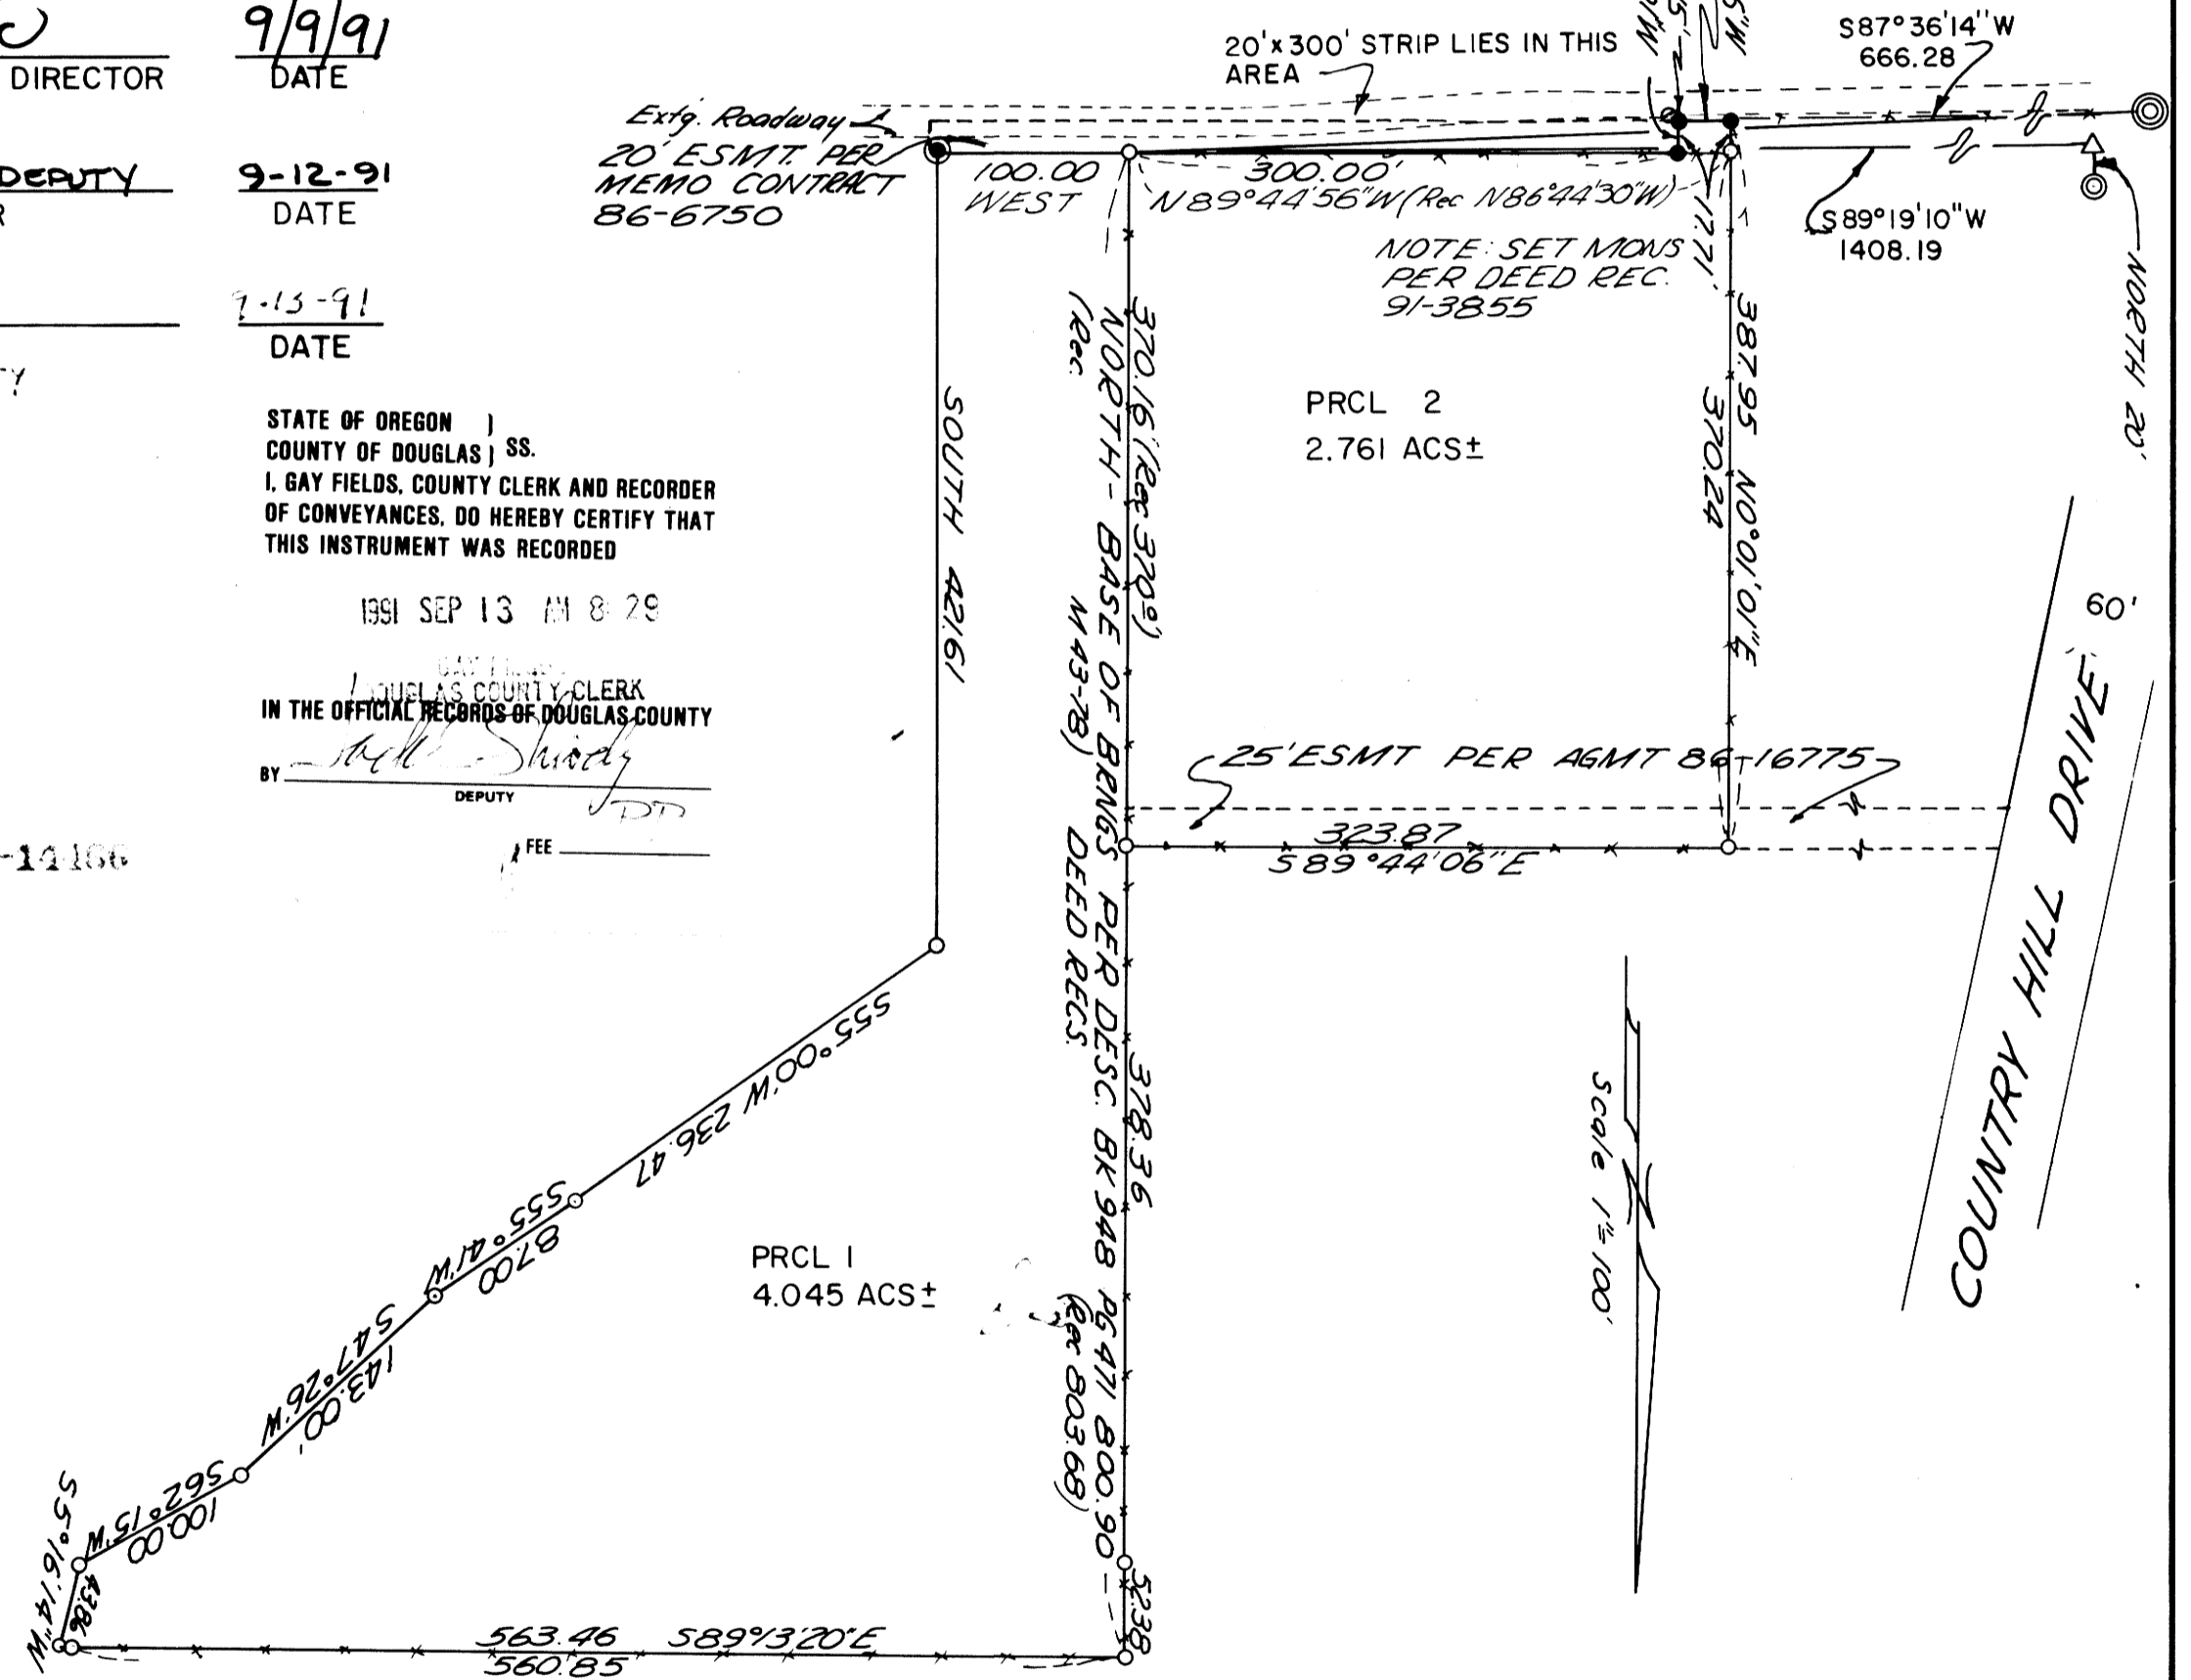 9/9/91
DIRECTOR
DATE
DEPUTY
9-12-91
DATE
9-13-91
DATE
STATE OF OREGON )
COUNTY OF DOUGLAS ) SS.
I, GAY FIELDS, COUNTY CLERK AND RECORDER
OF CONVEYANCES, DO HEREBY CERTIFY THAT
THIS INSTRUMENT WAS RECORDED
1991 SEP 13 AM 8 29
DOUGLAS COUNTY CLERK
IN THE OFFICIAL RECORDS OF DOUGLAS COUNTY
BY
DEPUTY
FEE
Extg. Roadway
20' ESMT. PER
MEMO CONTRACT
86-6750
20'x300' STRIP LIES IN THIS
AREA
S87°36'14"W
666.28
S89°19'10"W
1408.19
NORTH 20'
100.00
WEST
300.00'
N89°44'56"W (Rec N86°44'30"W)
17.71'
NOTE: SET MONS
PER DEED REC.
91-3855
387.95 N0°01'01"E
370.24
PRCL 2
2.761 ACS±
370.16 (Rec 370°)
NORTH - BASE OF BRNGS PER DESC. BK 948 PG 471 800.90
(Rec. M43-78) DEED RECS. (Rec 803.68)
SOUTH 421.61
25' ESMT PER AGMT 86-16775
323.87
S89°44'06"E
60'
COUNTRY HILL DRIVE
378.36
Scale 1"=100'
S55°00'W 236.47
S55°41'W
87.00
S47°26'W
143.00'
S62°15'W
100.00
S5°16'14"W
43.86
PRCL 1
4.045 ACS±
52.38
563.46 S89°13'20"E
560.85